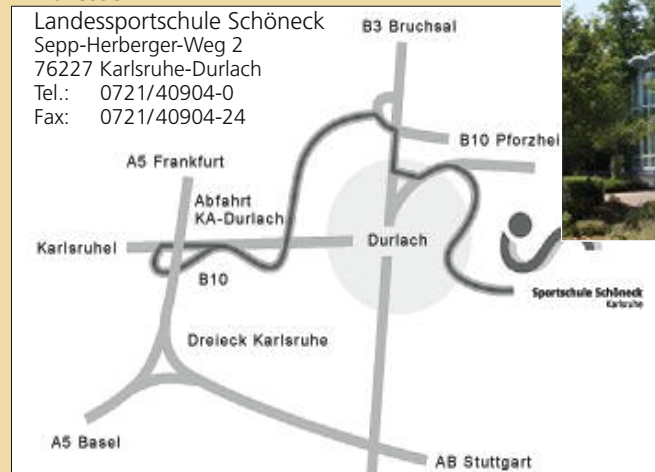 Landessportschule Schöneck
Sepp-Herberger-Weg 2
76227 Karlsruhe-Durlach
Tel.: 0721/40904-0
Fax: 0721/40904-24
B3 Bruchsal
B10 Pforzhei
A5 Frankfurt
Abfahrt
KA-Durlach
Karlsruhel
Durlach
B10
Sportschule Schöneck
Karlsruhe
Dreieck Karlsruhe
A5 Basel
AB Stuttgart